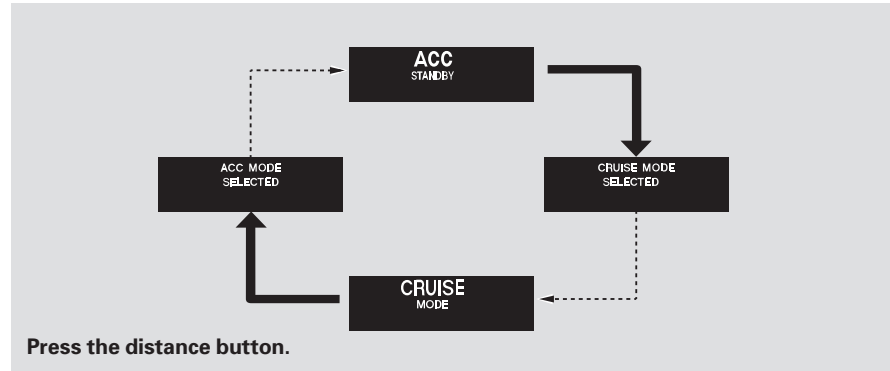 ACC
STANDBY
ACC MODE
SELECTED
CRUISE MODE
SELECTED
CRUISE
MODE
Press the distance button.